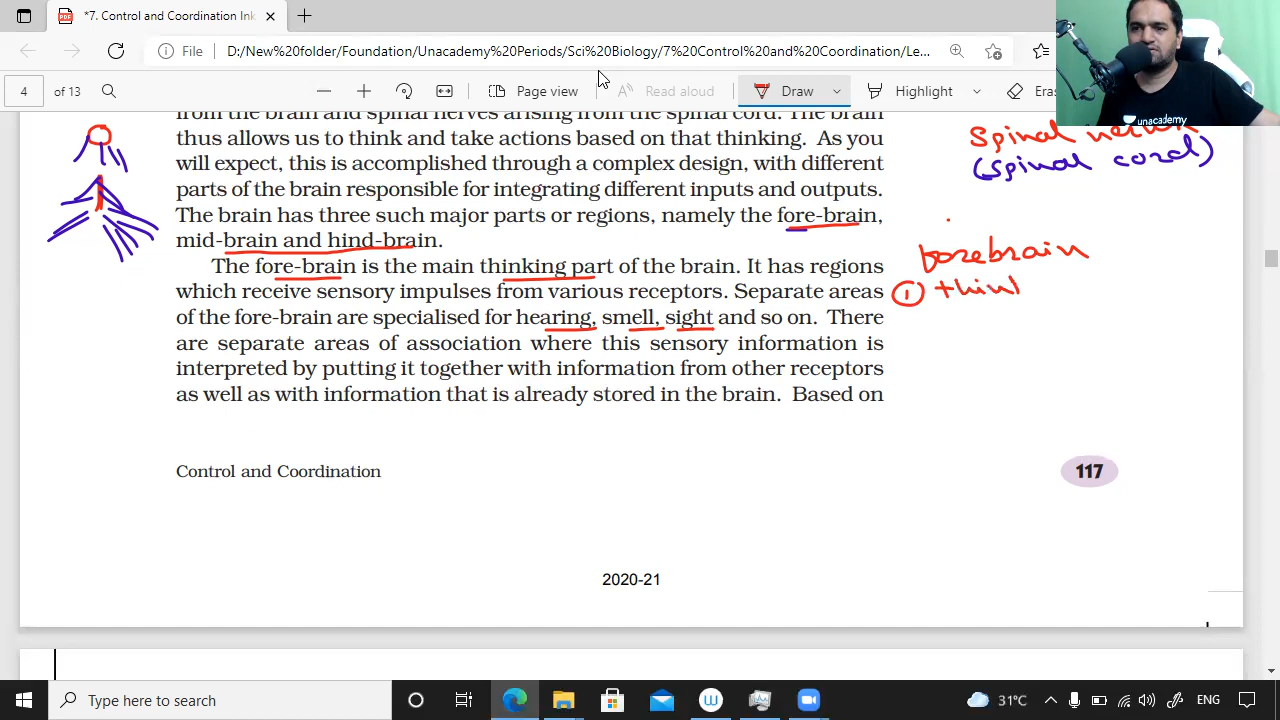 *7. Control and Coordination Ink
File
D:/New%20folder/Foundation/Unacademy%20Periods/Sci%20Biology/7%20Control%20and%20Coordination/Le...
4 of 13
Page view
Read aloud
Draw
Highlight
Eras
unacademy
from the brain and spinal nerves arising from the spinal cord. The brain
thus allows us to think and take actions based on that thinking. As you
will expect, this is accomplished through a complex design, with different
parts of the brain responsible for integrating different inputs and outputs.
The brain has three such major parts or regions, namely the fore-brain,
mid-brain and hind-brain.
The fore-brain is the main thinking part of the brain. It has regions
which receive sensory impulses from various receptors. Separate areas
of the fore-brain are specialised for hearing, smell, sight and so on. There
are separate areas of association where this sensory information is
interpreted by putting it together with information from other receptors
as well as with information that is already stored in the brain. Based on
Spinal
(Spinal cord)
forebrain
① think
Control and Coordination
117
2020-21
Type here to search
31°C
ENG